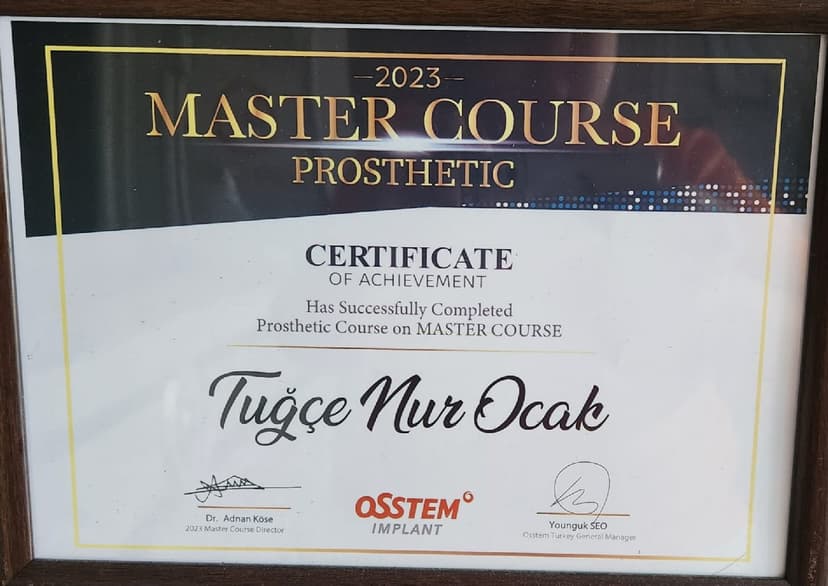 2023
MASTER COURSE
PROSTHETIC
CERTIFICATE
OF ACHIEVEMENT
Has Successfully Completed
Prosthetic Course on MASTER COURSE
Tuğçe Nur Ocak
Dr. Adnan Köse
2023 Master Course Director
OSSTEM
IMPLANT
Younguk SEO
Osstem Turkey General Manager